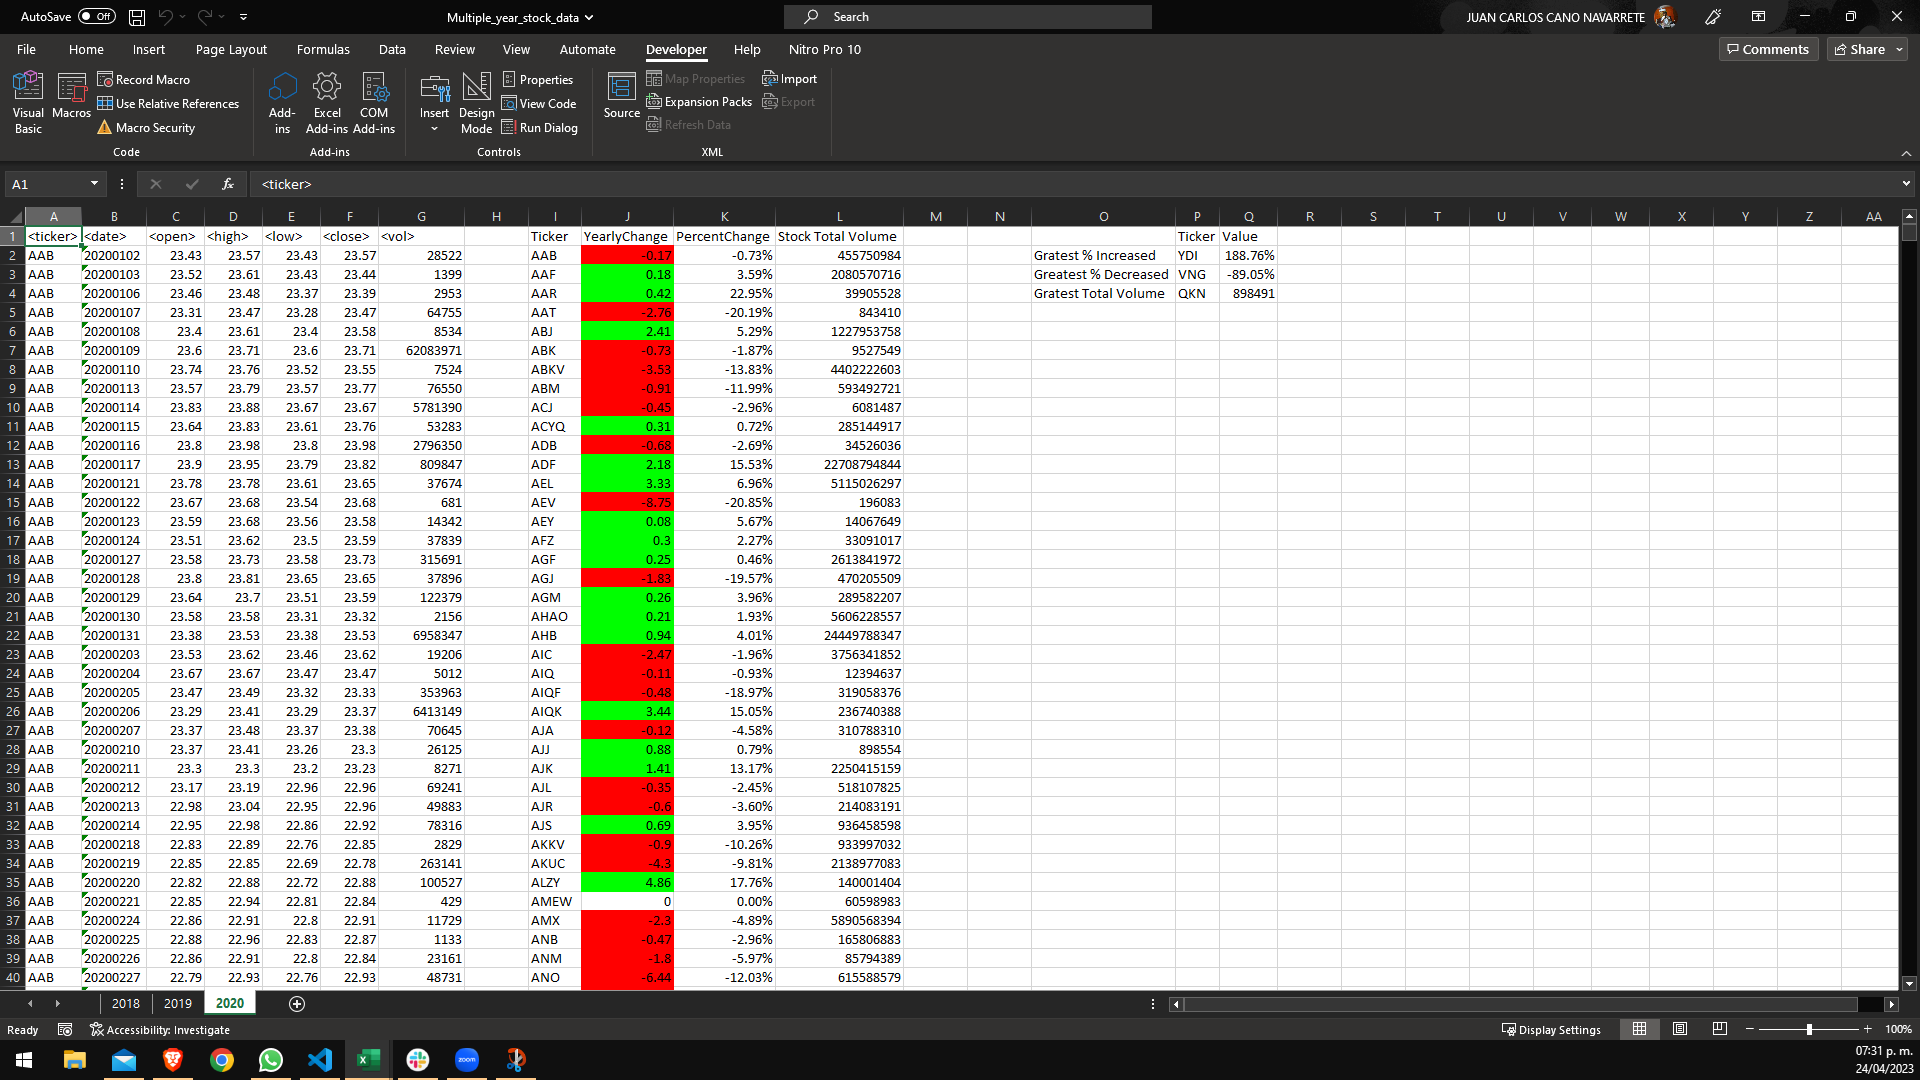 AutoSave Off Multiple_year_stock_data Search JUAN CARLOS CANO NAVARRETE
File Home Insert Page Layout Formulas Data Review View Automate Developer Help Nitro Pro 10 Comments Share
Visual Basic Macros Record Macro Use Relative References Macro Security Code
Add-ins Excel Add-ins COM Add-ins Add-ins
Insert Design Mode Properties View Code Run Dialog Controls
Source Map Properties Expansion Packs Refresh Data Import Export XML
A1 fx <ticker>
A B C D E F G H I J K L M N O P Q R S T U V W X Y Z AA
1 <ticker> <date> <open> <high> <low> <close> <vol> Ticker YearlyChange PercentChange Stock Total Volume Ticker Value
2 AAB 20200102 23.43 23.57 23.43 23.57 28522 AAB -0.17 -0.73% 455750984 Gratest % Increased YDI 188.76%
3 AAB 20200103 23.52 23.61 23.43 23.44 1399 AAF 0.18 3.59% 2080570716 Greatest % Decreased VNG -89.05%
4 AAB 20200106 23.46 23.48 23.37 23.39 2953 AAR 0.42 22.95% 39905528 Gratest Total Volume QKN 898491
5 AAB 20200107 23.31 23.47 23.28 23.47 64755 AAT -2.76 -20.19% 843410
6 AAB 20200108 23.4 23.61 23.4 23.58 8534 ABJ 2.41 5.29% 1227953758
7 AAB 20200109 23.6 23.71 23.6 23.71 62083971 ABK -0.73 -1.87% 9527549
8 AAB 20200110 23.74 23.76 23.52 23.55 7524 ABKV -3.53 -13.83% 4402222603
9 AAB 20200113 23.57 23.79 23.57 23.77 76550 ABM -0.91 -11.99% 593492721
10 AAB 20200114 23.83 23.88 23.67 23.67 5781390 ACJ -0.45 -2.96% 6081487
11 AAB 20200115 23.64 23.83 23.61 23.76 53283 ACYQ 0.31 0.72% 285144917
12 AAB 20200116 23.8 23.98 23.8 23.98 2796350 ADB -0.68 -2.69% 34526036
13 AAB 20200117 23.9 23.95 23.79 23.82 809847 ADF 2.18 15.53% 22708794844
14 AAB 20200121 23.78 23.78 23.61 23.65 37674 AEL 3.33 6.96% 5115026297
15 AAB 20200122 23.67 23.68 23.54 23.68 681 AEV -8.75 -20.85% 196083
16 AAB 20200123 23.59 23.68 23.56 23.58 14342 AEY 0.08 5.67% 14067649
17 AAB 20200124 23.51 23.62 23.5 23.59 37839 AFZ 0.3 2.27% 33091017
18 AAB 20200127 23.58 23.73 23.58 23.73 315691 AGF 0.25 0.46% 2613841972
19 AAB 20200128 23.8 23.81 23.65 23.65 37896 AGJ -1.83 -19.57% 470205509
20 AAB 20200129 23.64 23.7 23.51 23.59 122379 AGM 0.26 3.96% 289582207
21 AAB 20200130 23.58 23.58 23.31 23.32 2156 AHAO 0.21 1.93% 5606228557
22 AAB 20200131 23.38 23.53 23.38 23.53 6958347 AHB 0.94 4.01% 24449788347
23 AAB 20200203 23.53 23.62 23.46 23.62 19206 AIC -2.47 -1.96% 3756341852
24 AAB 20200204 23.67 23.67 23.47 23.47 5012 AIQ -0.11 -0.93% 12394637
25 AAB 20200205 23.47 23.49 23.32 23.33 353963 AIQF -0.48 -18.97% 319058376
26 AAB 20200206 23.29 23.41 23.29 23.37 6413149 AIQK 3.44 15.05% 236740388
27 AAB 20200207 23.37 23.48 23.37 23.38 70645 AJA -0.12 -4.58% 310788310
28 AAB 20200210 23.37 23.41 23.26 23.3 26125 AJJ 0.88 0.79% 898554
29 AAB 20200211 23.3 23.3 23.2 23.23 8271 AJK 1.41 13.17% 2250415159
30 AAB 20200212 23.17 23.19 22.96 22.96 69241 AJL -0.35 -2.45% 518107825
31 AAB 20200213 22.98 23.04 22.95 22.96 49883 AJR -0.6 -3.60% 214083191
32 AAB 20200214 22.95 22.98 22.86 22.92 78316 AJS 0.69 3.95% 936458598
33 AAB 20200218 22.83 22.89 22.76 22.85 2829 AKKV -0.9 -10.26% 933997032
34 AAB 20200219 22.85 22.85 22.69 22.78 263141 AKUC -4.3 -9.81% 2138977083
35 AAB 20200220 22.82 22.88 22.72 22.88 100527 ALZY 4.86 17.76% 140001404
36 AAB 20200221 22.85 22.94 22.81 22.84 429 AMEW 0 0.00% 60598983
37 AAB 20200224 22.86 22.91 22.8 22.91 11729 AMX -2.3 -4.89% 5890568394
38 AAB 20200225 22.88 22.96 22.83 22.87 1133 ANB -0.47 -2.96% 165806883
39 AAB 20200226 22.86 22.91 22.8 22.84 23161 ANM -1.8 -5.97% 85794389
40 AAB 20200227 22.79 22.93 22.76 22.93 48731 ANO -6.44 -12.03% 615588579
2018 2019 2020
Ready Accessibility: Investigate Display Settings 100%
zoom
07:31 p. m.
24/04/2023